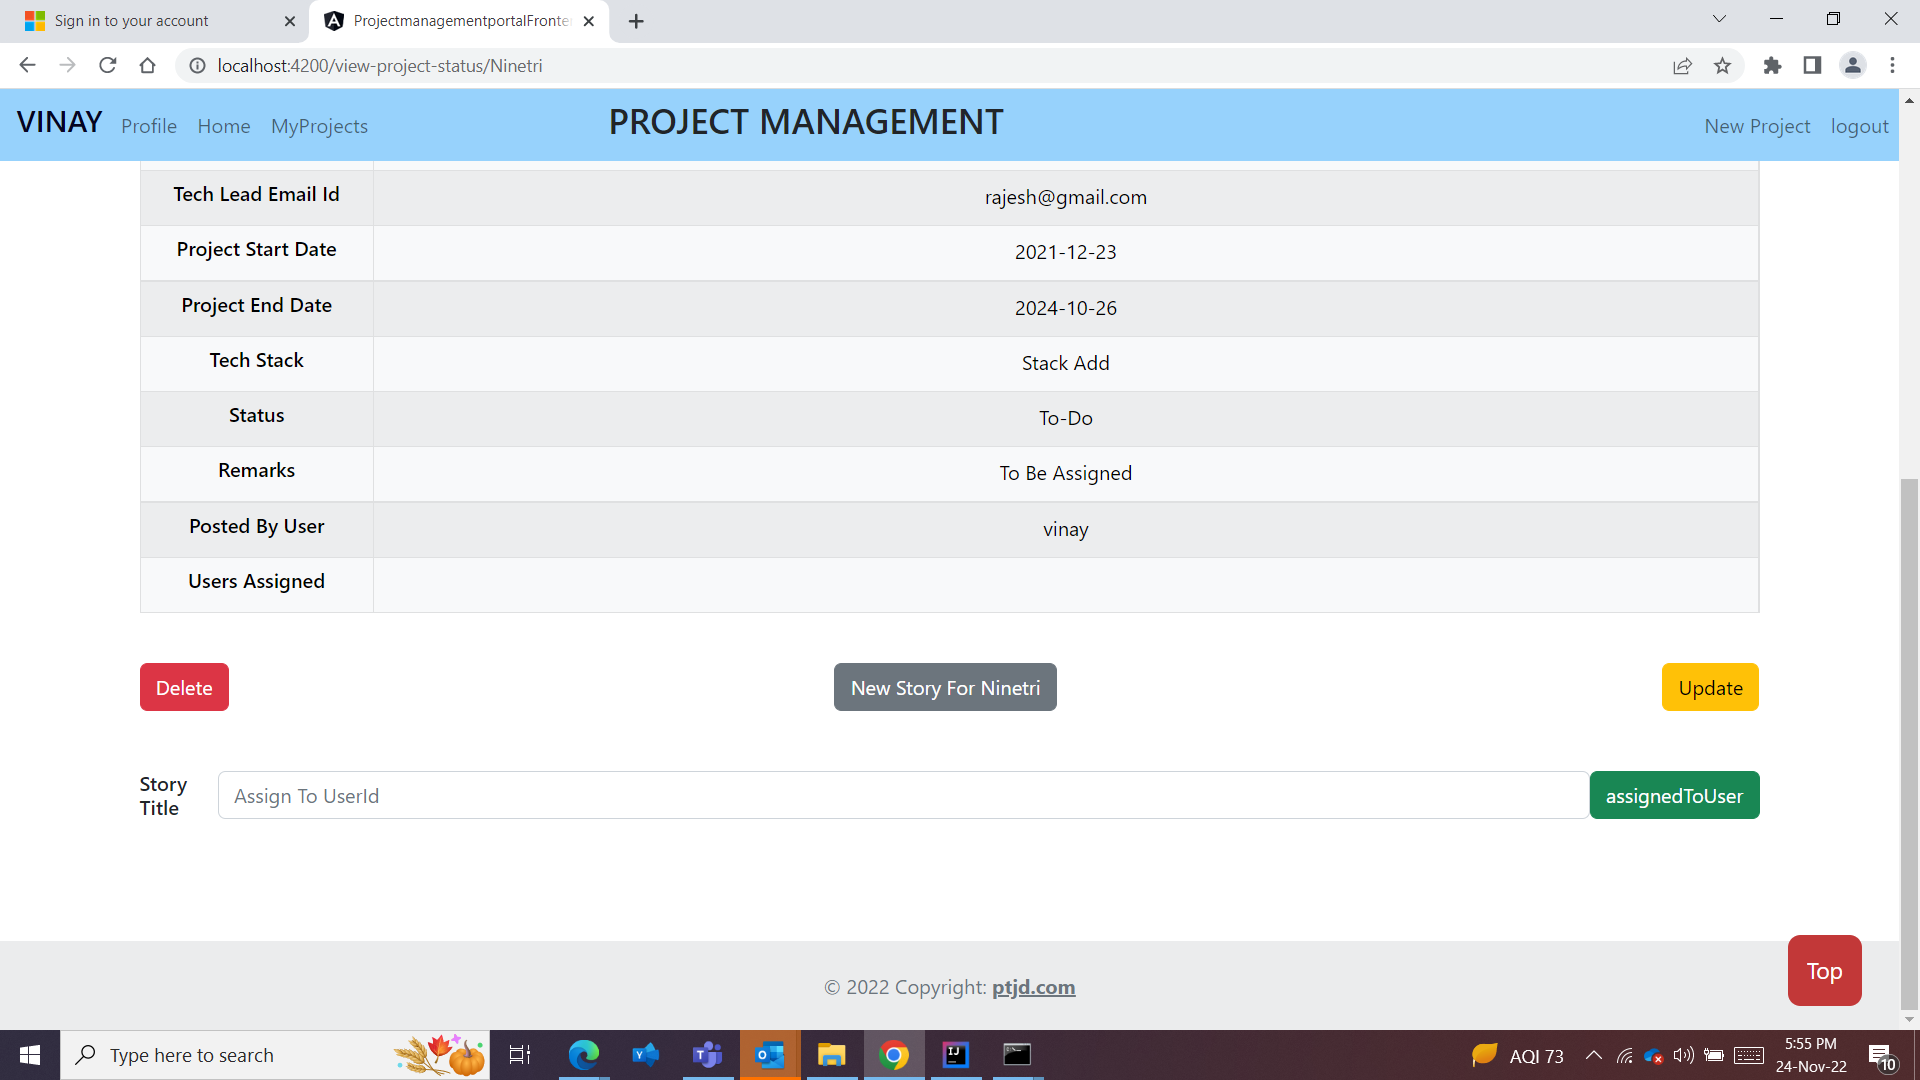 Sign in to your account
ProjectmanagementportalFronte
localhost:4200/view-project-status/Ninetri
VINAY Profile Home MyProjects PROJECT MANAGEMENT New Project logout
Tech Lead Email Id rajesh@gmail.com
Project Start Date 2021-12-23
Project End Date 2024-10-26
Tech Stack Stack Add
Status To-Do
Remarks To Be Assigned
Posted By User vinay
Users Assigned
Delete New Story For Ninetri Update
Story
Title
Assign To UserId
assignedToUser
Top
© 2022 Copyright: ptjd.com
Type here to search
AQI 73
5:55 PM
24-Nov-22
10